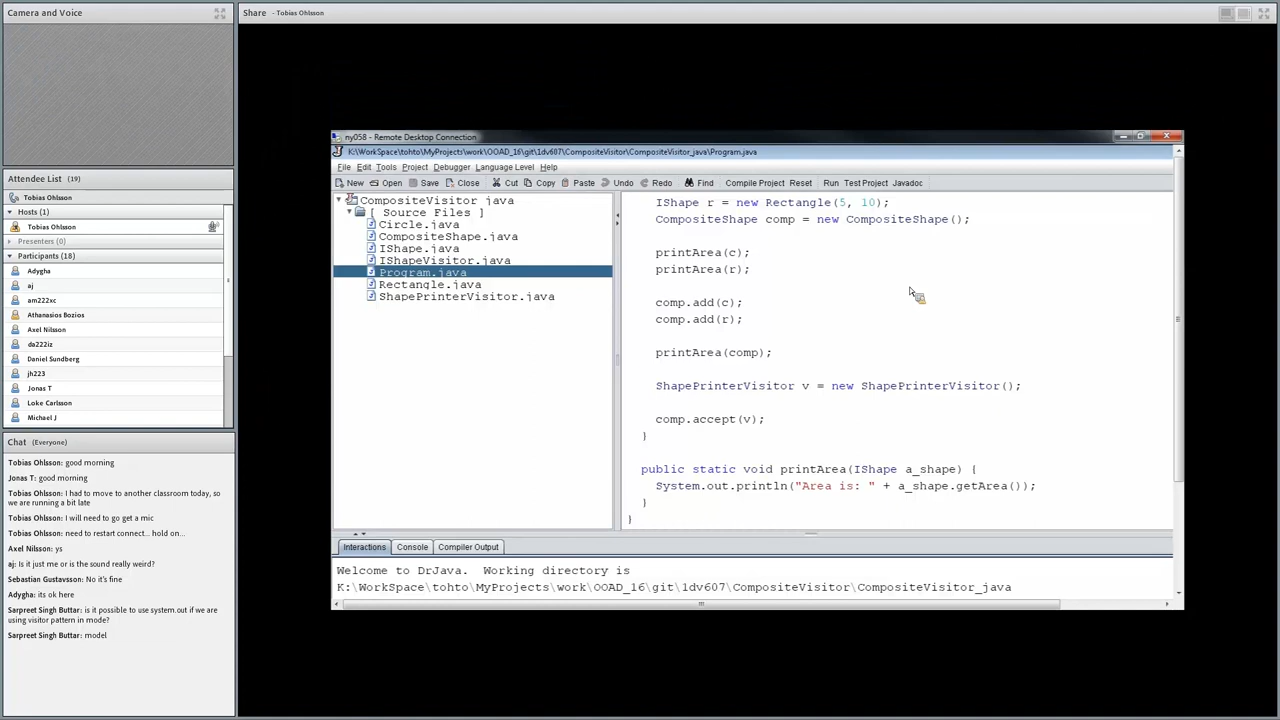 Camera and Voice
Share - Tobias Ohlsson
Attendee List (19)
Tobias Ohlsson
Hosts (1)
Tobias Ohlsson
Presenters (0)
Participants (18)
Adygha
aj
am222xc
Athanasios Bozios
Axel Nilsson
da222iz
Daniel Sundberg
jh223
Jonas T
Loke Carlsson
Michael J
Chat (Everyone)
Tobias Ohlsson: good morning
Jonas T: good morning
Tobias Ohlsson: I had to move to another classroom today, so
we are running a bit late
Tobias Ohlsson: I will need to go get a mic
Tobias Ohlsson: need to restart connect... hold on...
Axel Nilsson: ys
aj: Is it just me or is the sound really weird?
Sebastian Gustavsson: No it's fine
Adygha: its ok here
Sarpreet Singh Buttar: is it possible to use system.out if we are
using visitor pattern in mode?
Sarpreet Singh Buttar: model
ny058 - Remote Desktop Connection
K:\WorkSpace\tohto\MyProjects\work\OOAD_16\git\1dv607\CompositeVisitor\CompositeVisitor_java\Program.java
File Edit Tools Project Debugger Language Level Help
New Open Save Close Cut Copy Paste Undo Redo Find Compile Project Reset Run Test Project Javadoc
CompositeVisitor java
[ Source Files ]
Circle.java
CompositeShape.java
IShape.java
IShapeVisitor.java
Program.java
Rectangle.java
ShapePrinterVisitor.java
IShape r = new Rectangle(5, 10);
CompositeShape comp = new CompositeShape();
printArea(c);
printArea(r);
comp.add(c);
comp.add(r);
printArea(comp);
ShapePrinterVisitor v = new ShapePrinterVisitor();
comp.accept(v);
}
public static void printArea(IShape a_shape) {
System.out.println("Area is: " + a_shape.getArea());
}
}
Interactions Console Compiler Output
Welcome to DrJava. Working directory is
K:\WorkSpace\tohto\MyProjects\work\OOAD_16\git\1dv607\CompositeVisitor\CompositeVisitor_java